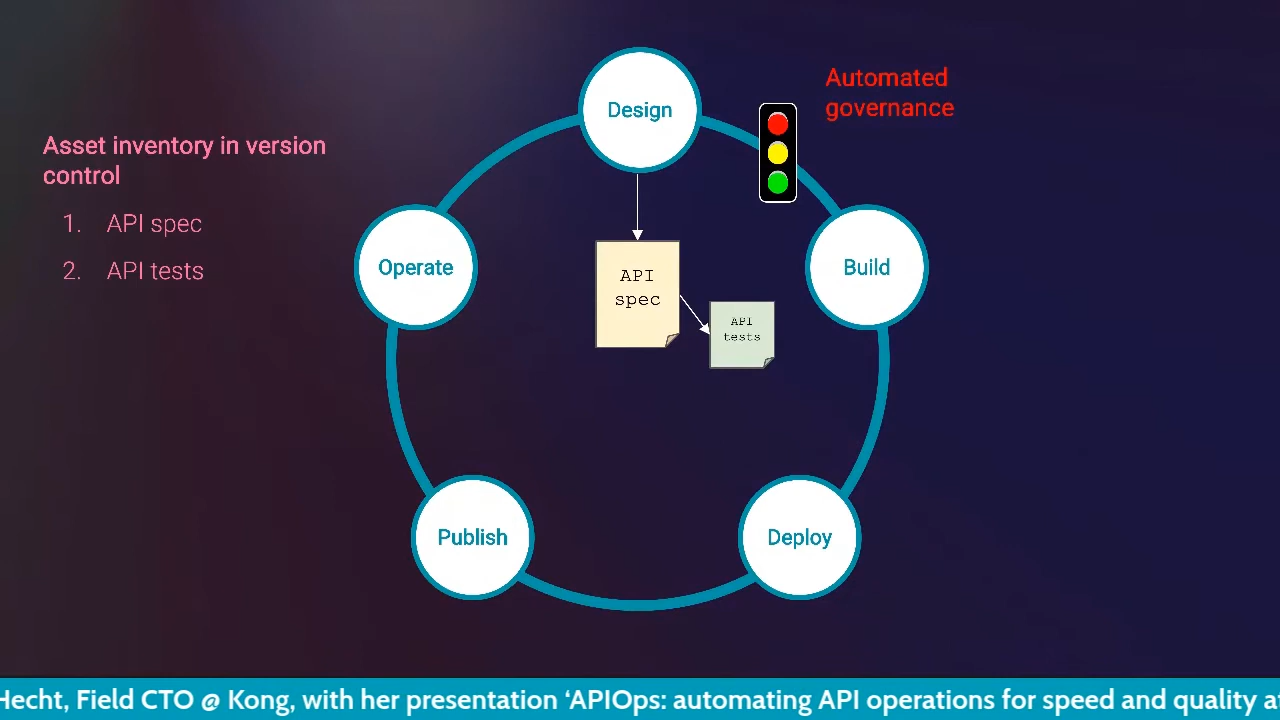 Automated
governance
Design
Asset inventory in version
control
1. API spec
2. API tests
Operate
Build
API
spec
API
tests
Publish
Deploy
Hecht, Field CTO @ Kong, with her presentation ‘APIOps: automating API operations for speed and quality